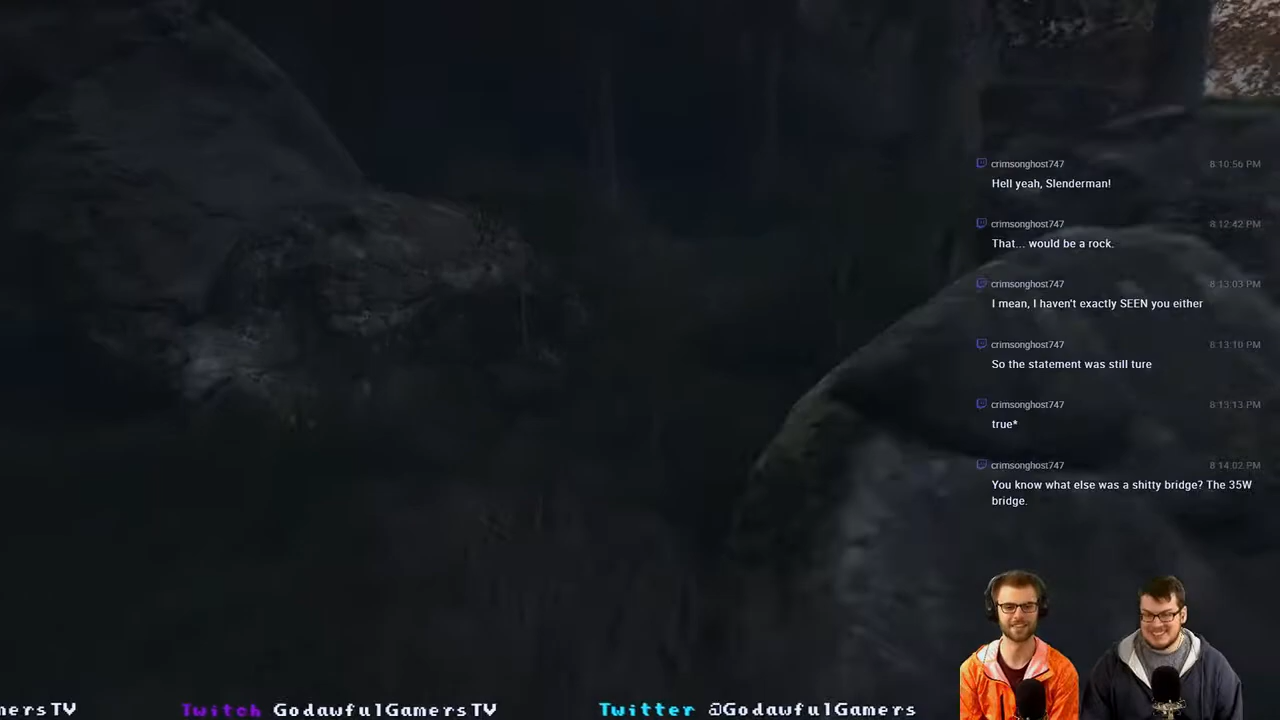 crimsonghost747 8:10:56 PM
Hell yeah, Slenderman!
crimsonghost747 8:12:42 PM
That... would be a rock.
crimsonghost747 8:13:03 PM
I mean, I haven't exactly SEEN you either
crimsonghost747 8:13:10 PM
So the statement was still ture
crimsonghost747 8:13:13 PM
true*
crimsonghost747 8:14:02 PM
You know what else was a shitty bridge? The 35W
bridge.
mersTV Twitch GodawfulGamersTV Twitter @GodawfulGamers